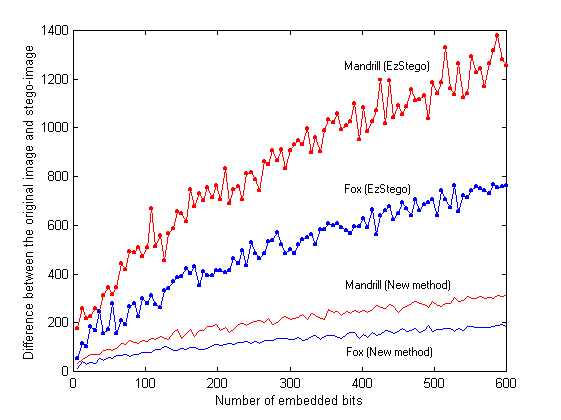 1400
1200
1000
800
600
400
200
0
0 100 200 300 400 500 600
Difference between the original image and stego-image
Number of embedded bits
Mandrill (EzStego)
Fox (EzStego)
Mandrill (New method)
Fox (New method)